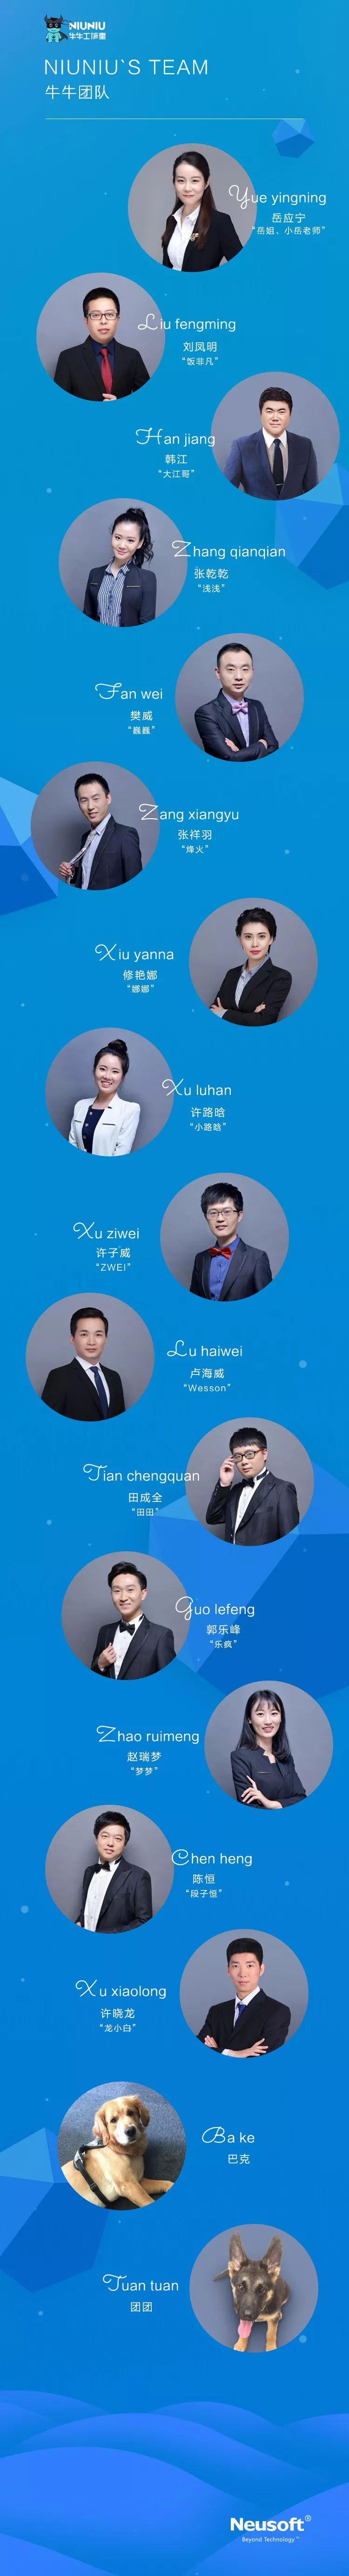 NIUNIU
牛牛工讲重
NIUNIU`S TEAM
牛牛团队
Yue yingning
岳应宁
“岳姐、小岳老师”
Liu fengming
刘凤明
“饭非凡”
Han jiang
韩江
“大江哥”
Zhang qianqian
张乾乾
“浅浅”
Fan wei
樊威
“巍巍”
Zang xiangyu
张祥羽
“烽火”
Xiu yanna
修艳娜
“娜娜”
Xu luhan
许路晗
“小路晗”
Xu ziwei
许子威
“ZWEI”
Lu haiwei
卢海威
“Wesson”
Tian chengquan
田成全
“田田”
Guo lefeng
郭乐峰
“乐疯”
Zhao ruimeng
赵瑞梦
“梦梦”
Chen heng
陈恒
“段子恒”
Xu xiaolong
许晓龙
“龙小白”
Ba ke
巴克
Tuan tuan
团团
Neusoft®
Beyond Technology™